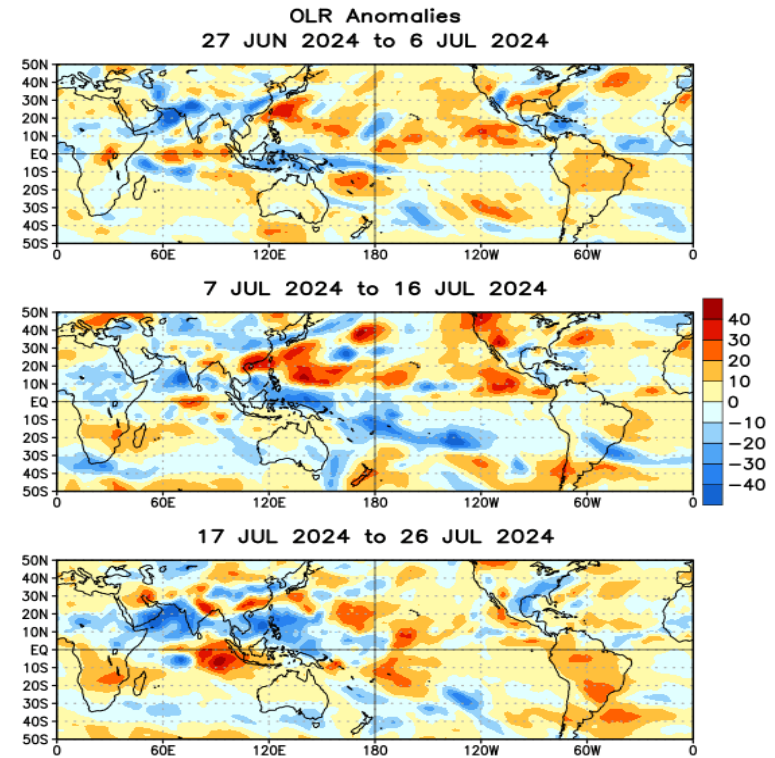 OLR Anomalies
27 JUN 2024 to 6 JUL 2024
50N
40N
30N
20N
10N
EQ
10S
20S
30S
40S
50S
0 60E 120E 180 120W 60W 0
7 JUL 2024 to 16 JUL 2024
50N
40N
30N
20N
10N
EQ
10S
20S
30S
40S
50S
0 60E 120E 180 120W 60W 0
40
30
20
10
0
-10
-20
-30
-40
17 JUL 2024 to 26 JUL 2024
50N
40N
30N
20N
10N
EQ
10S
20S
30S
40S
50S
0 60E 120E 180 120W 60W 0